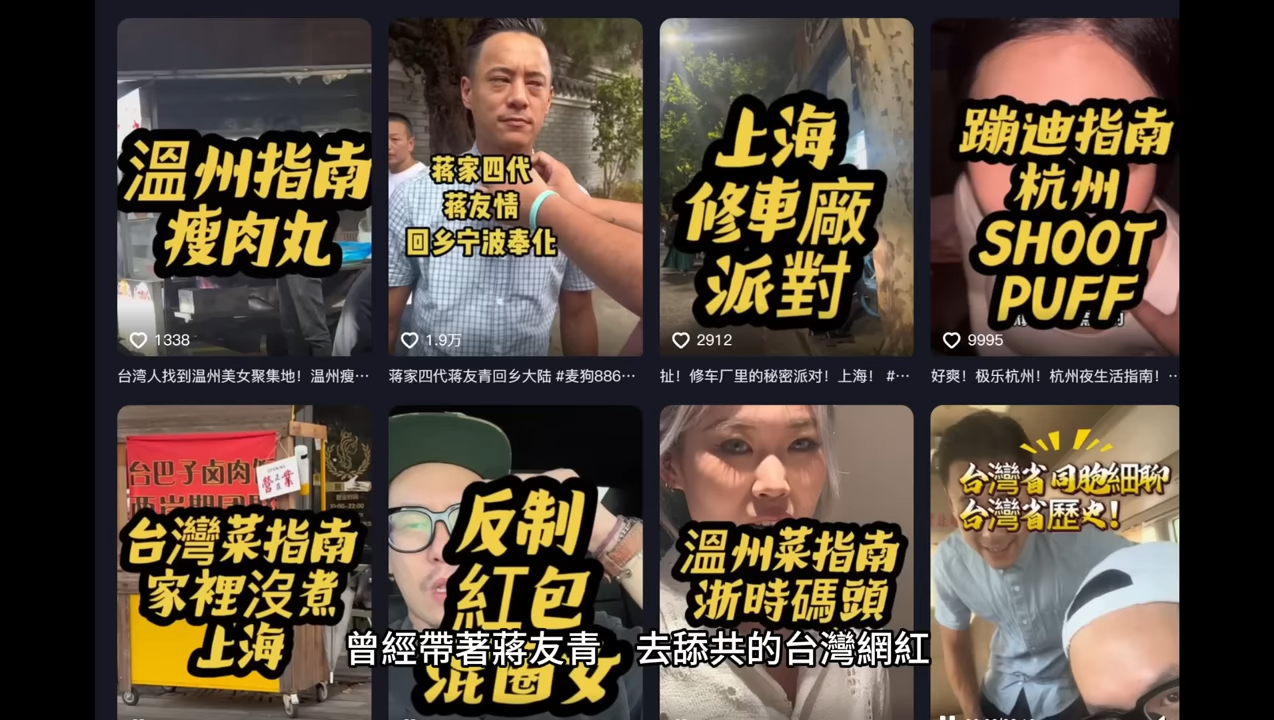 溫州指南
瘦肉丸
1338
台湾人找到温州美女聚集地！温州瘦…
蒋家四代
蒋友情
回乡宁波奉化
1.9万
蒋家四代蒋友青回乡大陆 #麦狗886…
上海
修車廠
派對
2912
扯！修车厂里的秘密派对！上海！ #…
蹦迪指南
杭州
SHOOT
PUFF
9995
好爽！极乐杭州！杭州夜生活指南！…
台巴子卤肉
營業
台灣菜指南
家裡沒煮
上海
反制
紅包
混圈女
溫州菜指南
浙時碼頭
台灣省同胞細聊
台灣省歷史！
曾經帶著蔣友青 去舔共的台灣網紅